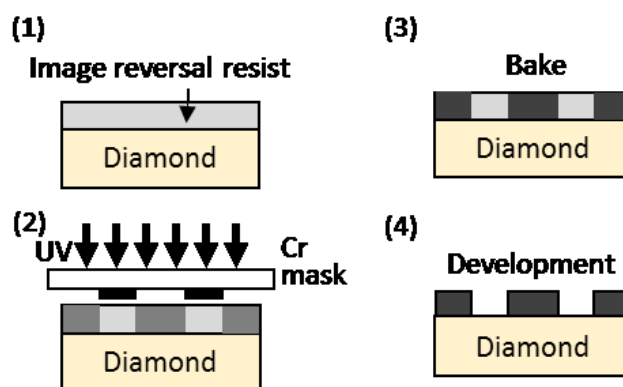 (1)
Image reversal resist
Diamond
(2)
UV
Cr
mask
Diamond
(3)
Bake
Diamond
(4)
Development
Diamond